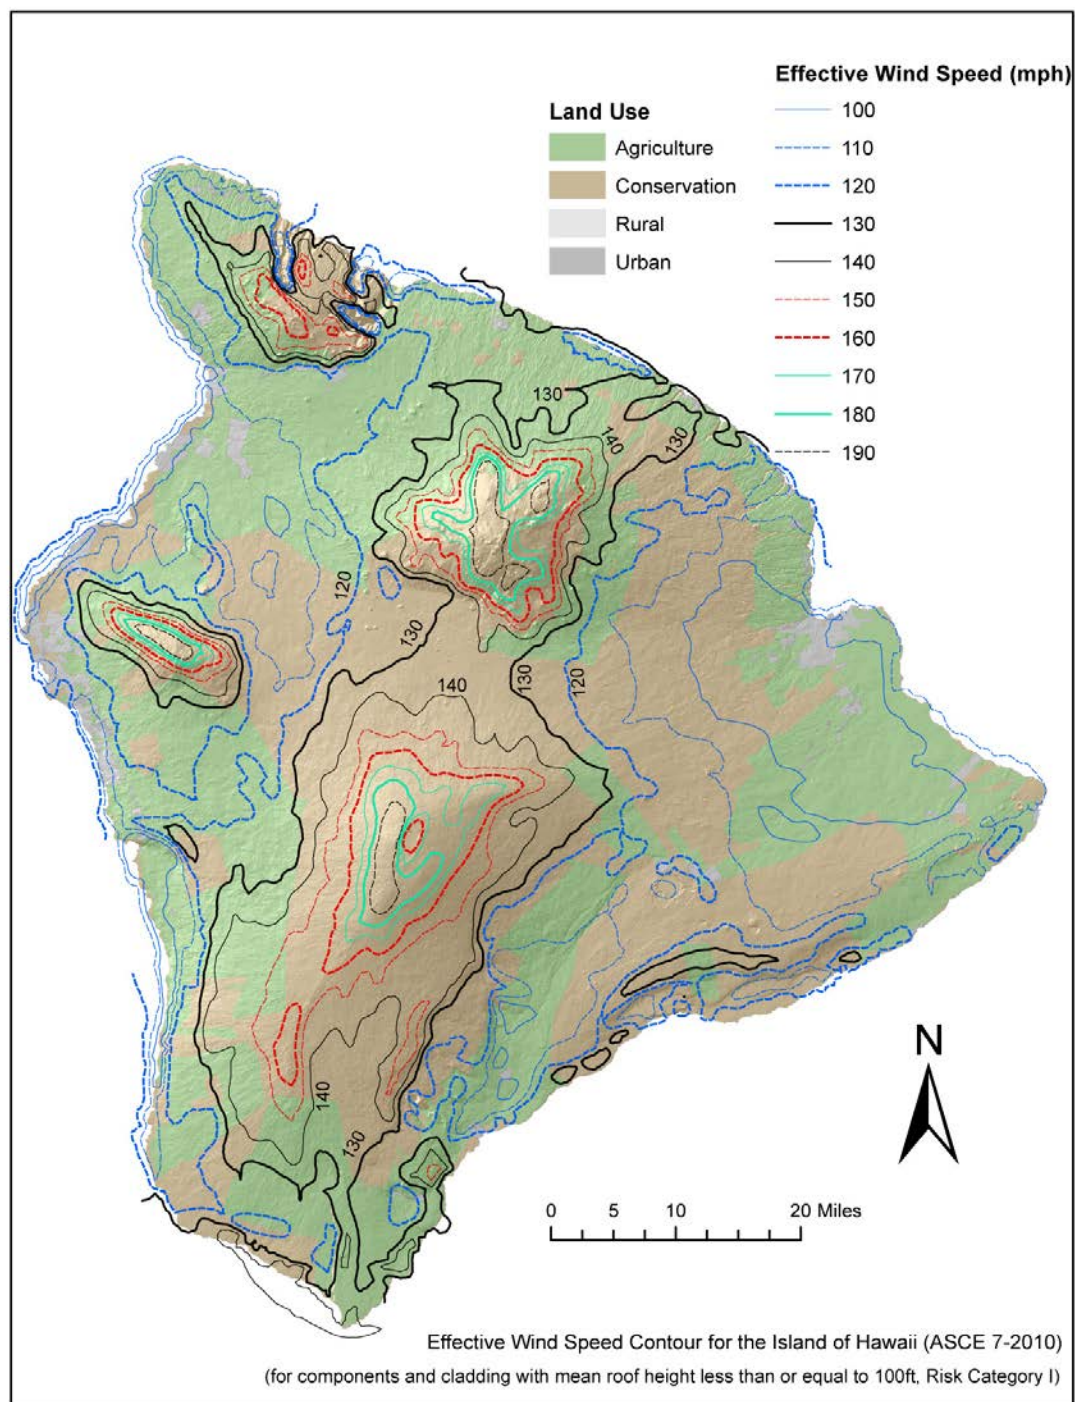 Effective Wind Speed (mph)
Land Use
Agriculture
Conservation
Rural
Urban
100
110
120
130
140
150
160
170
180
190
130
140
130
120
130
140
130
120
140
130
N
0 5 10 20 Miles
Effective Wind Speed Contour for the Island of Hawaii (ASCE 7-2010)
(for components and cladding with mean roof height less than or equal to 100ft, Risk Category I)